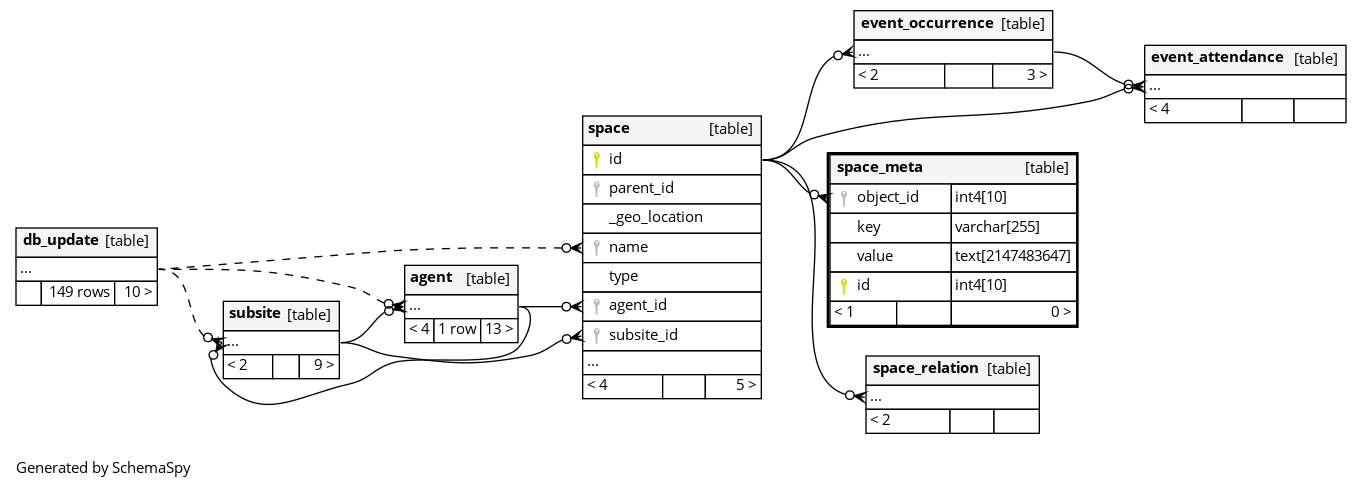 event_occurrence [table]
...
< 2 3 >
event_attendance [table]
...
< 4
space [table]
id
parent_id
_geo_location
name
type
agent_id
subsite_id
...
< 4 5 >
space_meta [table]
object_id int4[10]
key varchar[255]
value text[2147483647]
id int4[10]
< 1 0 >
db_update [table]
...
149 rows 10 >
agent [table]
...
< 4 1 row 13 >
subsite [table]
...
< 2 9 >
space_relation [table]
...
< 2
Generated by SchemaSpy